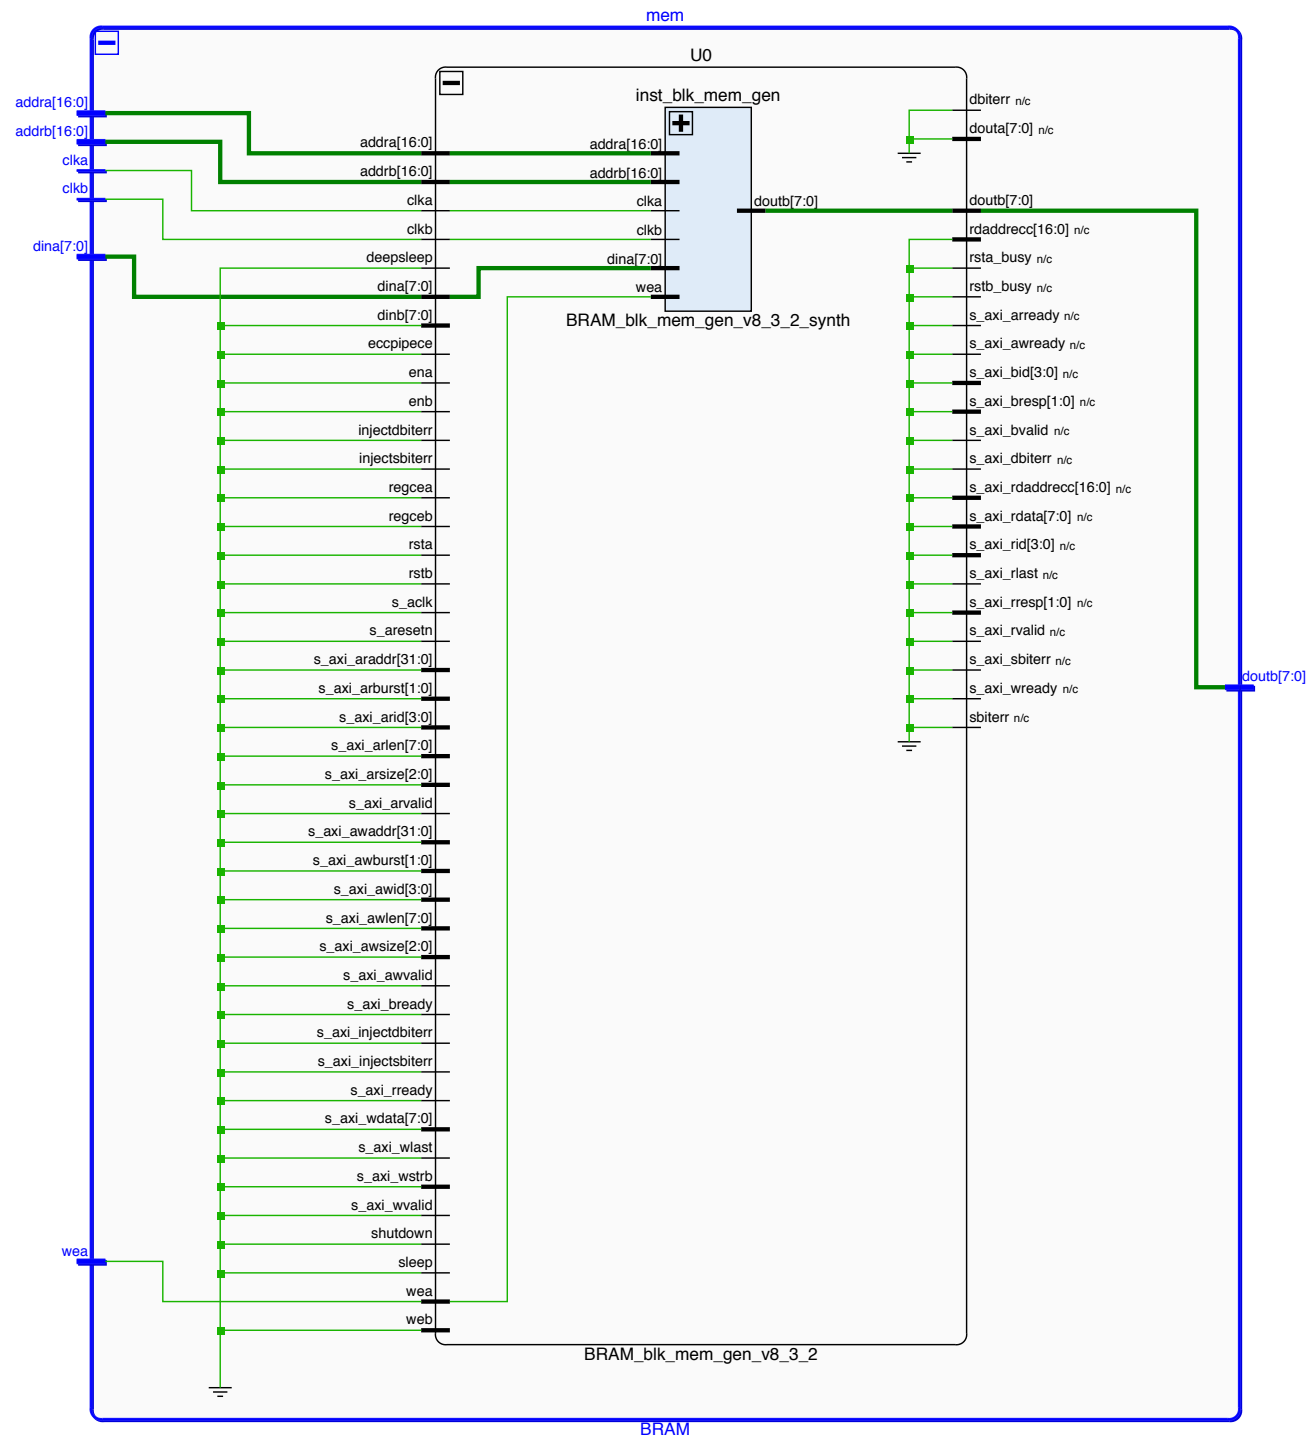 mem
U0
inst_blk_mem_gen
addra[16:0]
addrb[16:0]
clka
clkb
dina[7:0]
wea
addra[16:0]
addrb[16:0]
clka
clkb
deepsleep
dina[7:0]
dinb[7:0]
eccpipece
ena
enb
injectdbiterr
injectsbiterr
regcea
regceb
rsta
rstb
s_aclk
s_aresetn
s_axi_araddr[31:0]
s_axi_arburst[1:0]
s_axi_arid[3:0]
s_axi_arlen[7:0]
s_axi_arsize[2:0]
s_axi_arvalid
s_axi_awaddr[31:0]
s_axi_awburst[1:0]
s_axi_awid[3:0]
s_axi_awlen[7:0]
s_axi_awsize[2:0]
s_axi_awvalid
s_axi_bready
s_axi_injectdbiterr
s_axi_injectsbiterr
s_axi_rready
s_axi_wdata[7:0]
s_axi_wlast
s_axi_wstrb
s_axi_wvalid
shutdown
sleep
wea
web
addra[16:0]
addrb[16:0]
clka
clkb
dina[7:0]
wea
doutb[7:0]
BRAM_blk_mem_gen_v8_3_2_synth
dbiterr n/c
douta[7:0] n/c
doutb[7:0]
rdaddrecc[16:0] n/c
rsta_busy n/c
rstb_busy n/c
s_axi_arready n/c
s_axi_awready n/c
s_axi_bid[3:0] n/c
s_axi_bresp[1:0] n/c
s_axi_bvalid n/c
s_axi_dbiterr n/c
s_axi_rdaddrecc[16:0] n/c
s_axi_rdata[7:0] n/c
s_axi_rid[3:0] n/c
s_axi_rlast n/c
s_axi_rresp[1:0] n/c
s_axi_rvalid n/c
s_axi_sbiterr n/c
s_axi_wready n/c
sbiterr n/c
doutb[7:0]
BRAM_blk_mem_gen_v8_3_2
BRAM